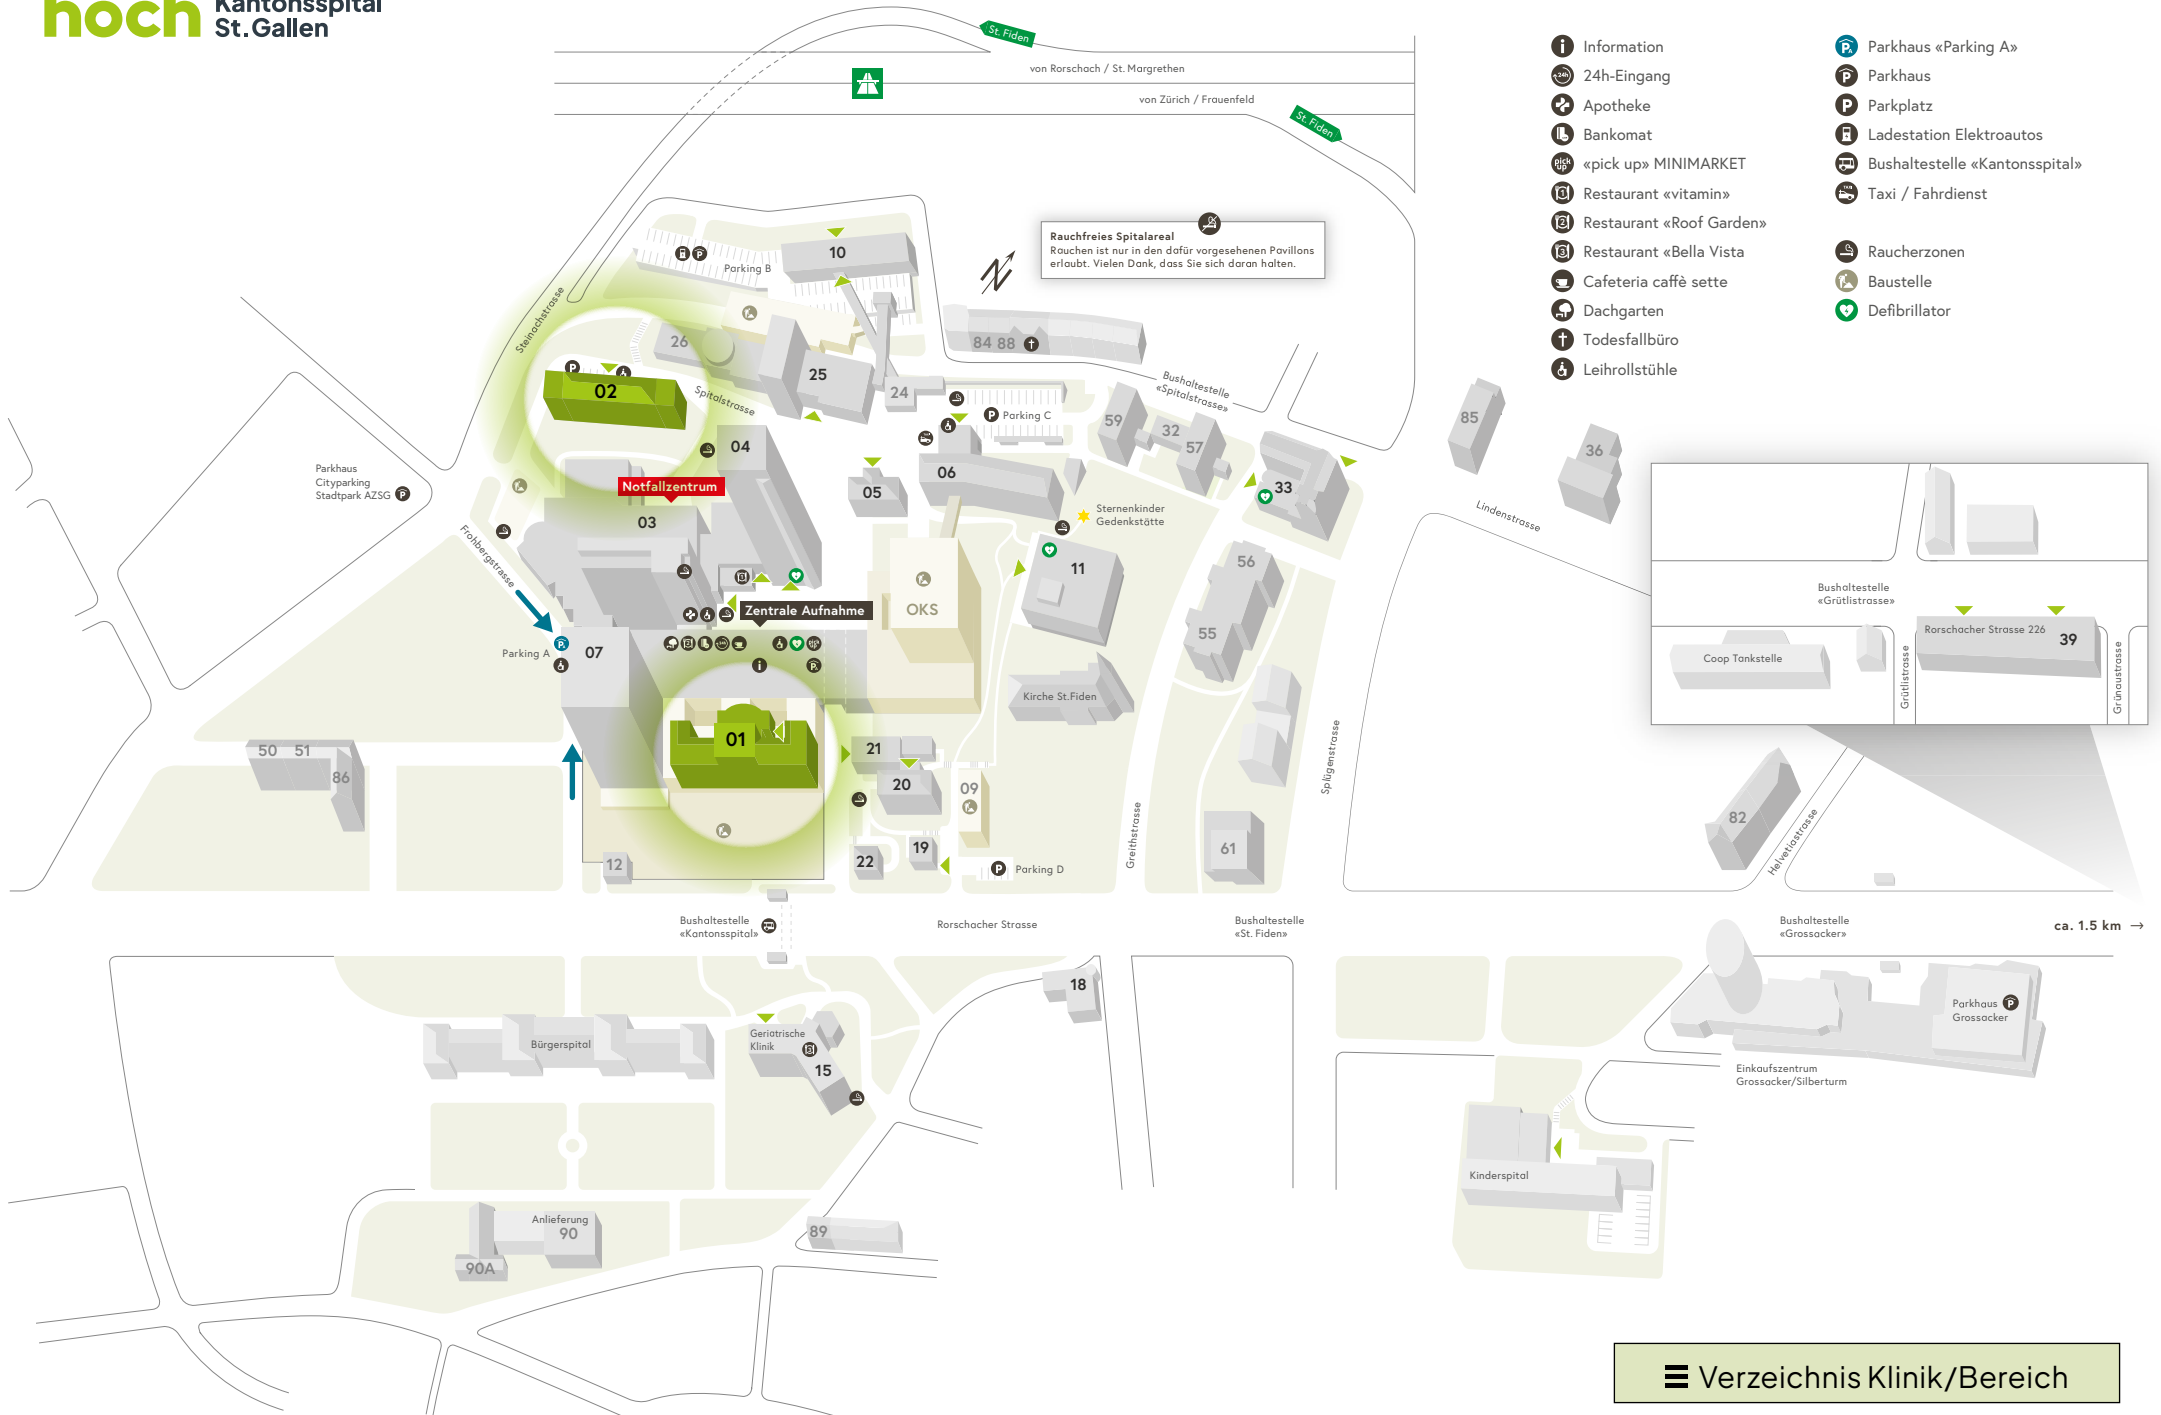 hoch Kantonsspital
St.Gallen
St. Fiden
von Rorschach / St. Margrethen
von Zürich / Frauenfeld
St. Fiden
Information
24h-Eingang
Apotheke
Bankomat
«pick up» MINIMARKET
Restaurant «vitamin»
Restaurant «Roof Garden»
Restaurant «Bella Vista
Cafeteria caffè sette
Dachgarten
Todesfallbüro
Leihrollstühle
Parkhaus «Parking A»
Parkhaus
Parkplatz
Ladestation Elektroautos
Bushaltestelle «Kantonsspital»
Taxi / Fahrdienst
Raucherzonen
Baustelle
Defibrillator
Rauchfreies Spitalareal
Rauchen ist nur in den dafür vorgesehenen Pavillons
erlaubt. Vielen Dank, dass Sie sich daran halten.
N
Parking B
10
Steinachstrasse
26
84 88
02
25
24
Spitalstrasse
Bushaltestelle
«Spitalstrasse»
Parking C
59
32
57
85
36
04
06
05
33
Parkhaus
Cityparking
Stadtpark AZSG
Notfallzentrum
03
Sternenkinder
Gedenkstätte
Lindenstrasse
Frohbergstrasse
11
56
OKS
Zentrale Aufnahme
55
Parking A
07
Kirche St.Fiden
Bushaltestelle
«Grütlistrasse»
Rorschacher Strasse 226
39
Coop Tankstelle
Grütlistrasse
Grünaustrasse
50 51
86
01
21
20
09
Splügenstrasse
Greithstrasse
82
Helvetiastrasse
12
22
19
Parking D
61
Bushaltestelle
«Kantonsspital»
Rorschacher Strasse
Bushaltestelle
«St. Fiden»
Bushaltestelle
«Grossacker»
ca. 1.5 km →
18
Parkhaus
Grossacker
Bürgerspital
Geriatrische
Klinik
15
Einkaufszentrum
Grossacker/Silberturm
Kinderspital
Anlieferung
90
90A
89
Verzeichnis Klinik/Bereich